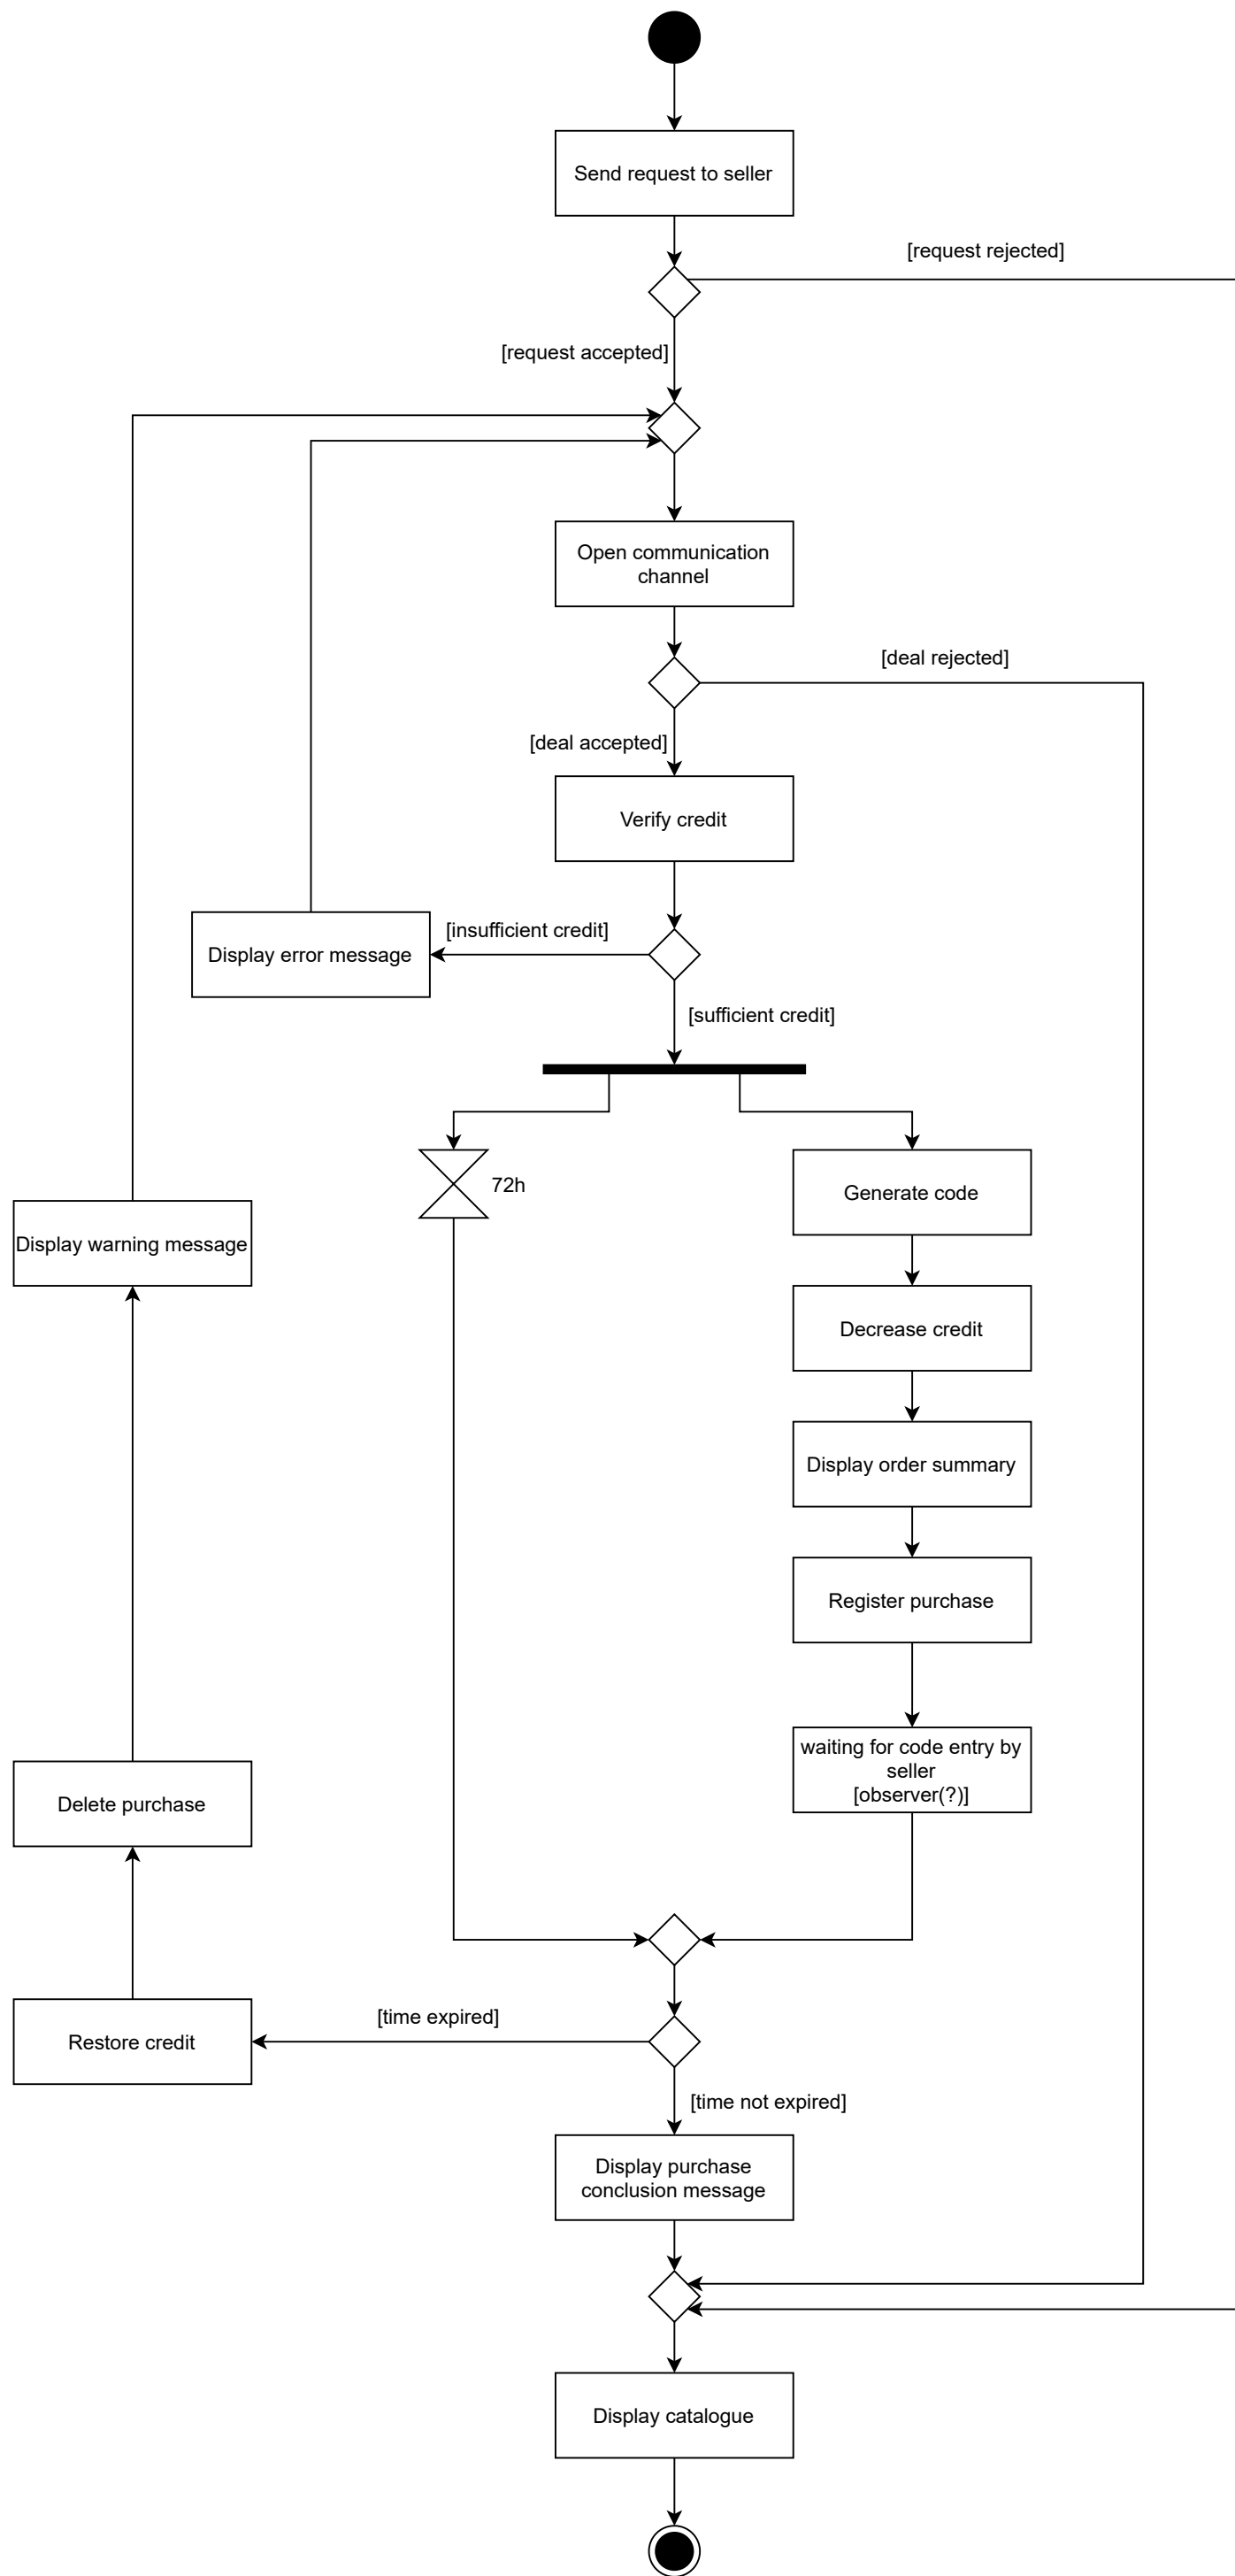 Send request to seller
[request rejected]
[request accepted]
Open communication
channel
[deal rejected]
[deal accepted]
Verify credit
[insufficient credit]
Display error message
[sufficient credit]
72h
Generate code
Display warning message
Decrease credit
Display order summary
Register purchase
waiting for code entry by
seller
[observer(?)]
Delete purchase
[time expired]
Restore credit
[time not expired]
Display purchase
conclusion message
Display catalogue